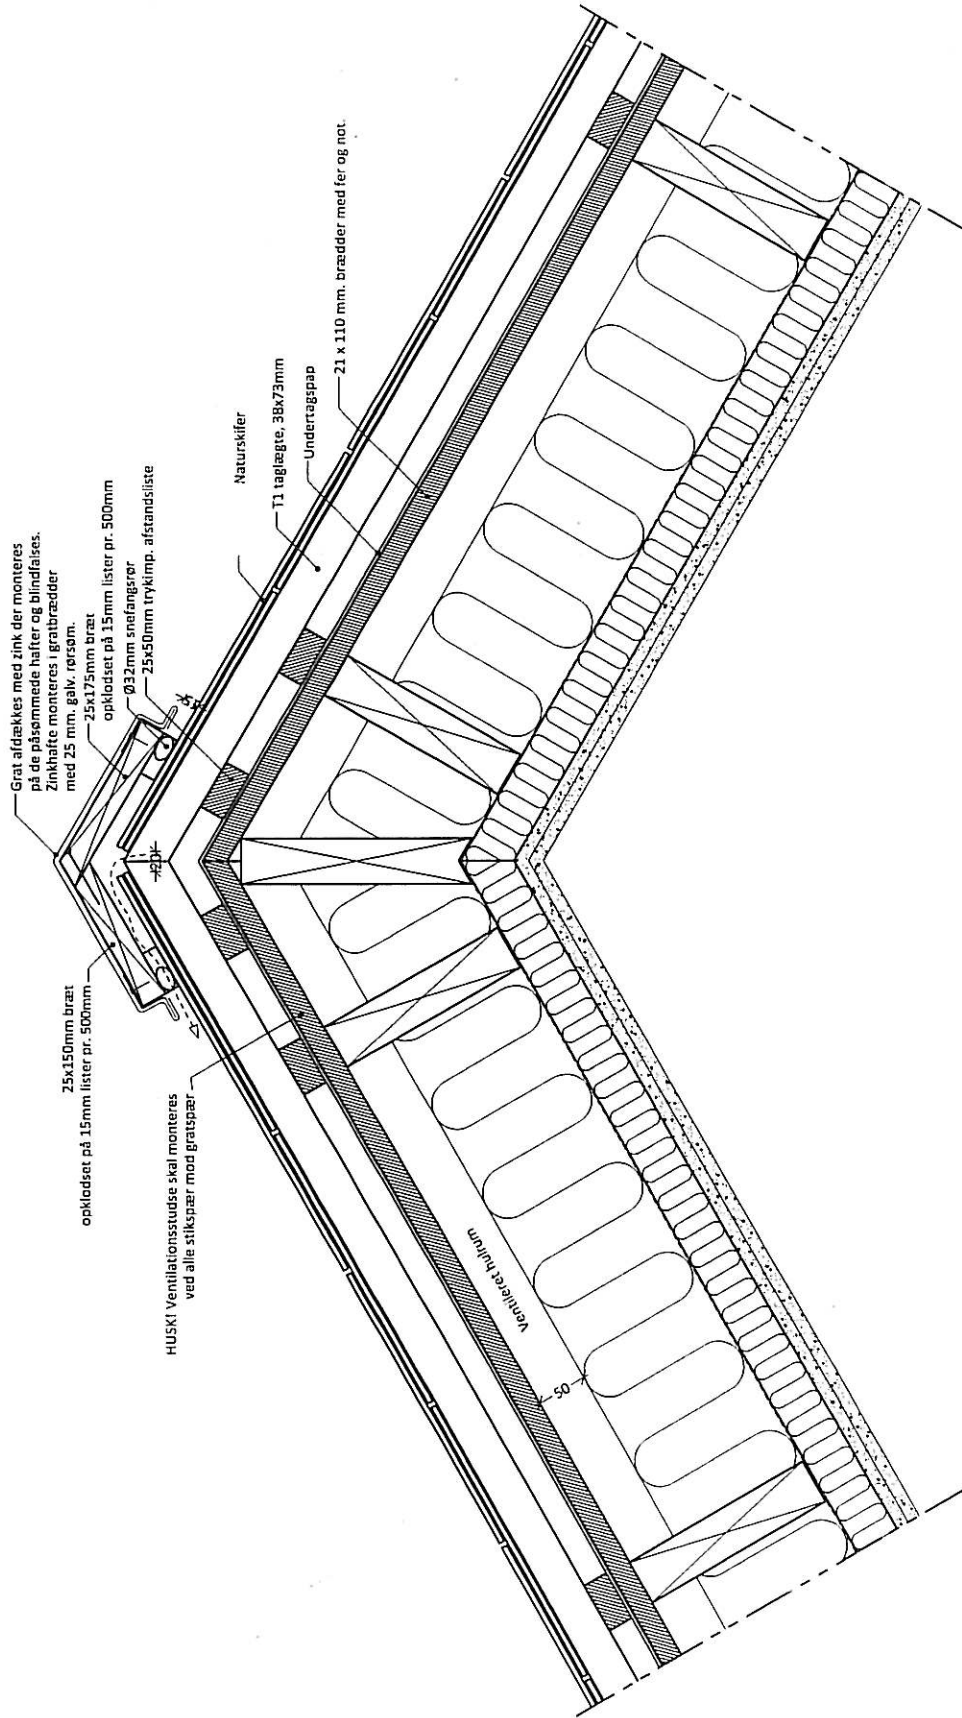 Grat afdækkes med zink der monteres
på de påsømmede hafter og blindfalses.
Zinkhafte monteres i gratbrædder
med 25 mm. galv. rørsøm.
25x175mm bræt
opklodset på 15mm lister pr. 500mm
Ø32mm snefangsrør
25x50mm trykimp. afstandsliste
Naturskifer
T1 taglægte, 38x73mm
Undertagspap
21 x 110 mm. brædder med fer og not.
25x150mm bræt
opklodset på 15mm lister pr. 500mm
HUSK! Ventilationsstudse skal monteres
ved alle stikspær mod gratspær
20
Ventileret hulrum
50